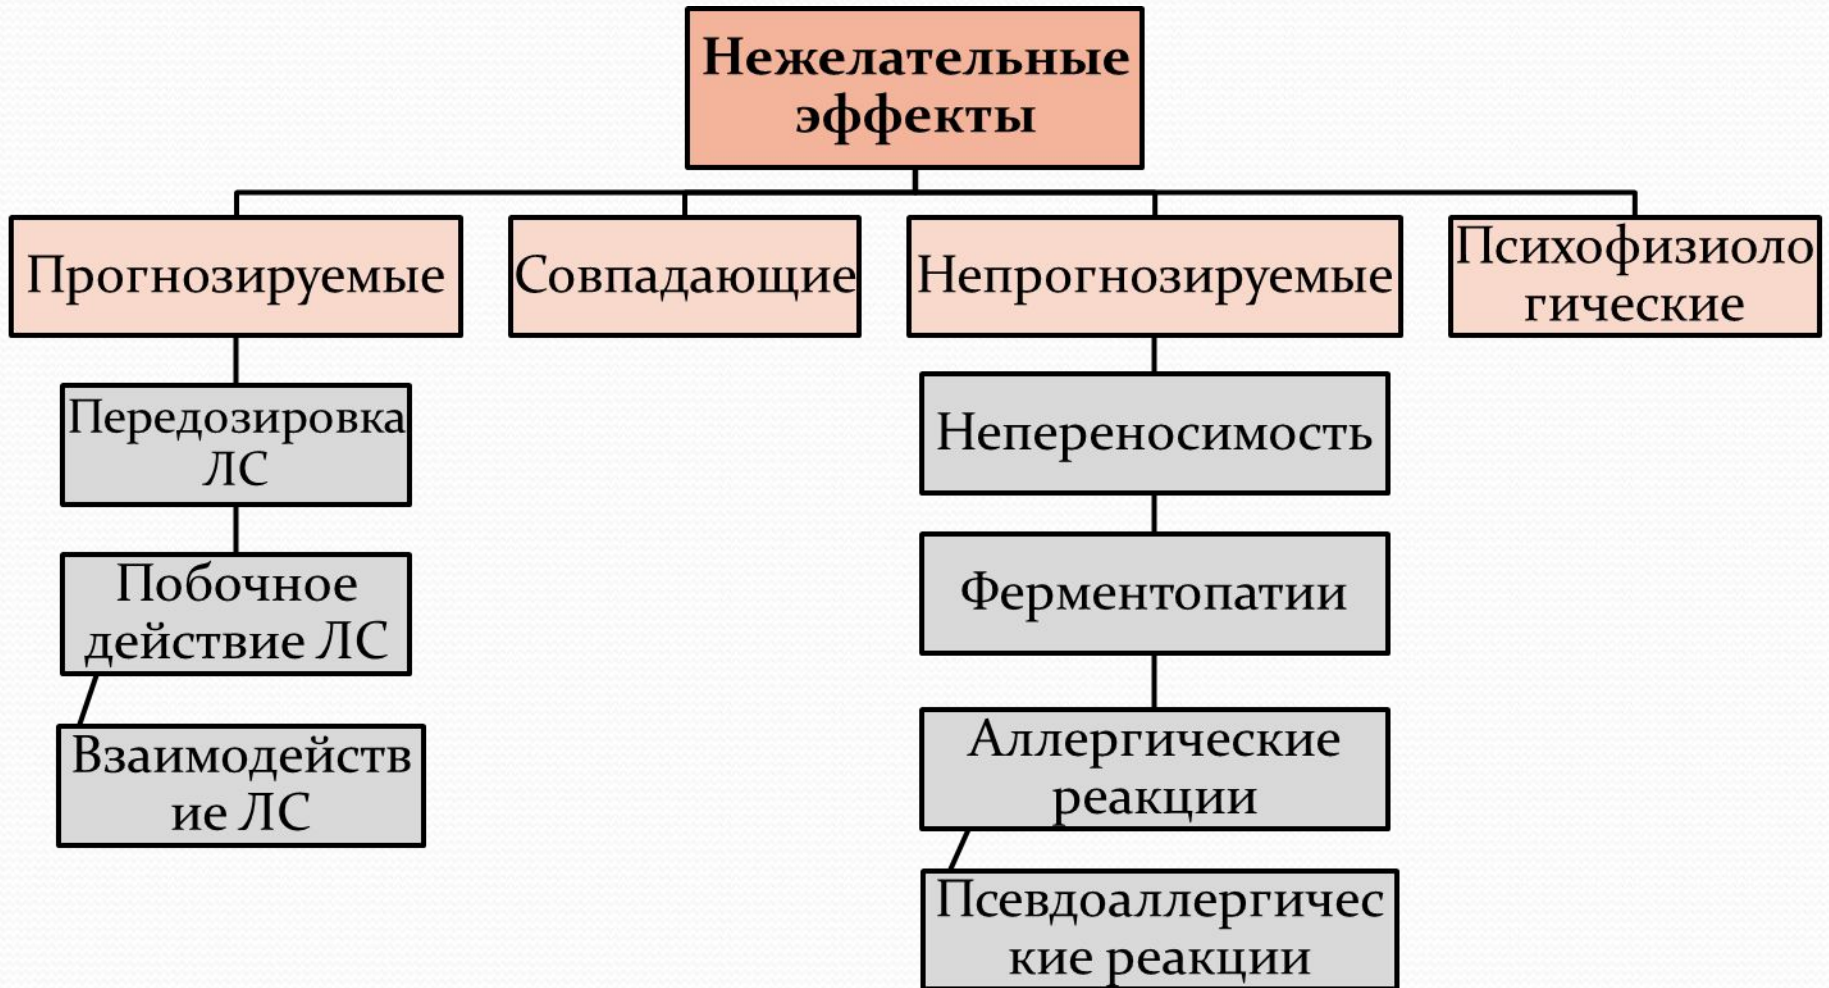 Нежелательные
эффекты
Прогнозируемые
Совпадающие
Непрогнозируемые
Психофизиоло
гические
Передозировка
ЛС
Побочное
действие ЛС
Взаимодейств
ие ЛС
Непереносимость
Ферментопатии
Аллергические
реакции
Псевдоаллергичес
кие реакции